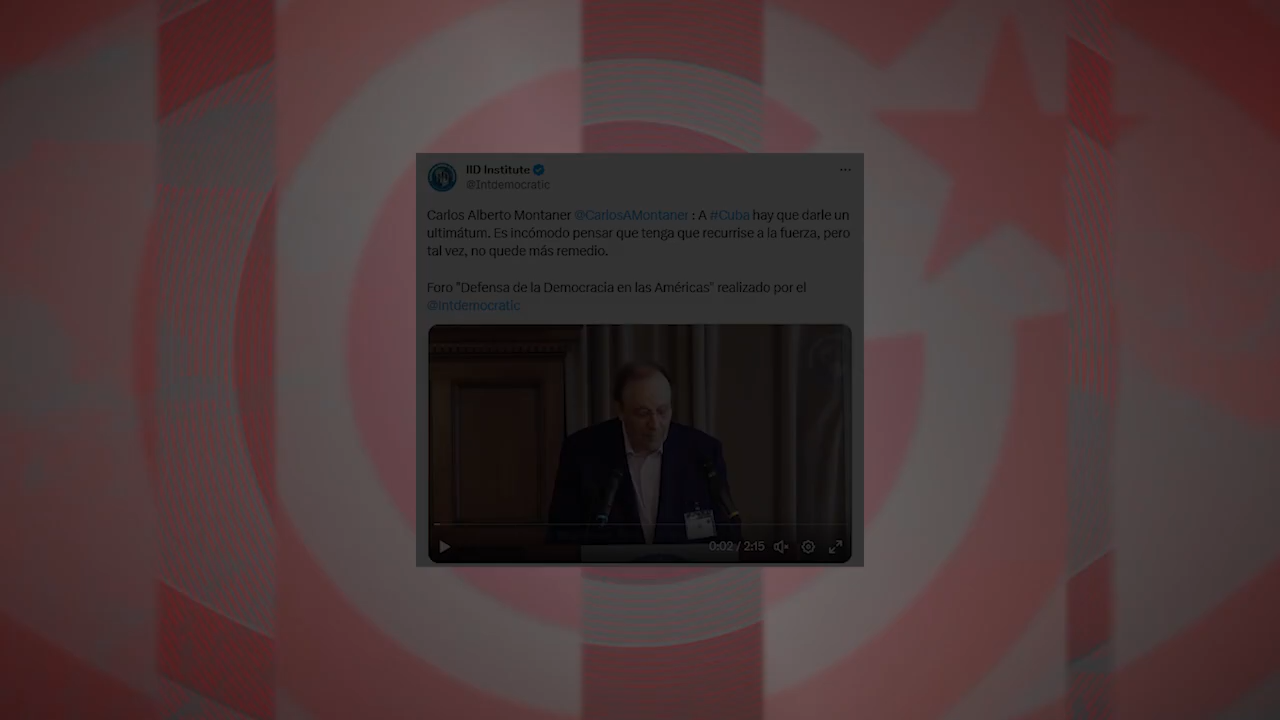 IID Institute
@Intdemocratic
Carlos Alberto Montaner @CarlosAMontaner : A #Cuba hay que darle un
ultimátum. Es incómodo pensar que tenga que recurrise a la fuerza, pero
tal vez, no quede más remedio.
Foro "Defensa de la Democracia en las Américas" realizado por el
@intdemocratic
0:02 / 2:15